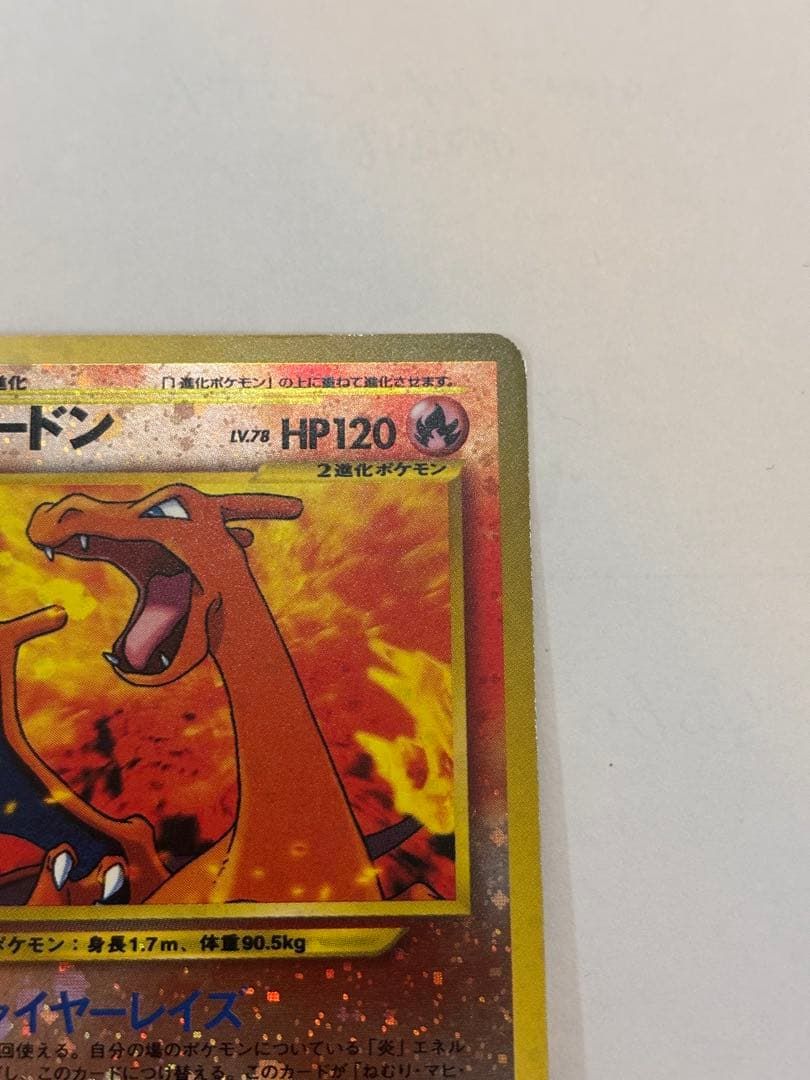 進化 「1進化ポケモン」の上に重ねて進化させます。
ードン LV.78 HP120
2進化ポケモン
ポケモン：身長1.7m、体重90.5kg
ァイヤーレイズ
回使える。自分の場のポケモンについている「炎」エネル
し、このカードにつけ替える。このカードが「ねむり・マヒ・